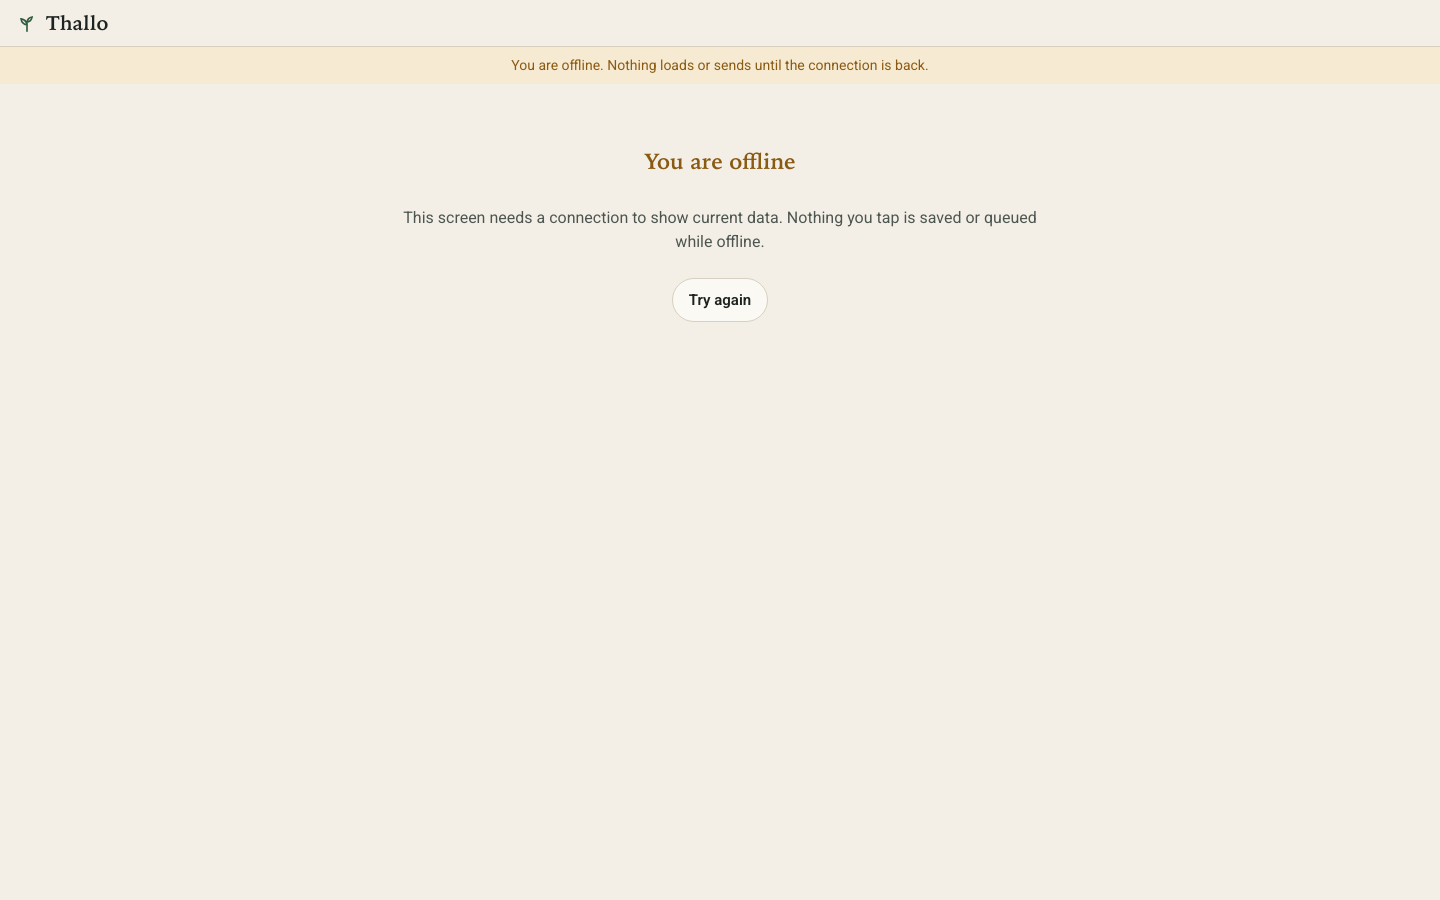 Thallo
You are offline. Nothing loads or sends until the connection is back.
You are offline
This screen needs a connection to show current data. Nothing you tap is saved or queued
while offline.
Try again